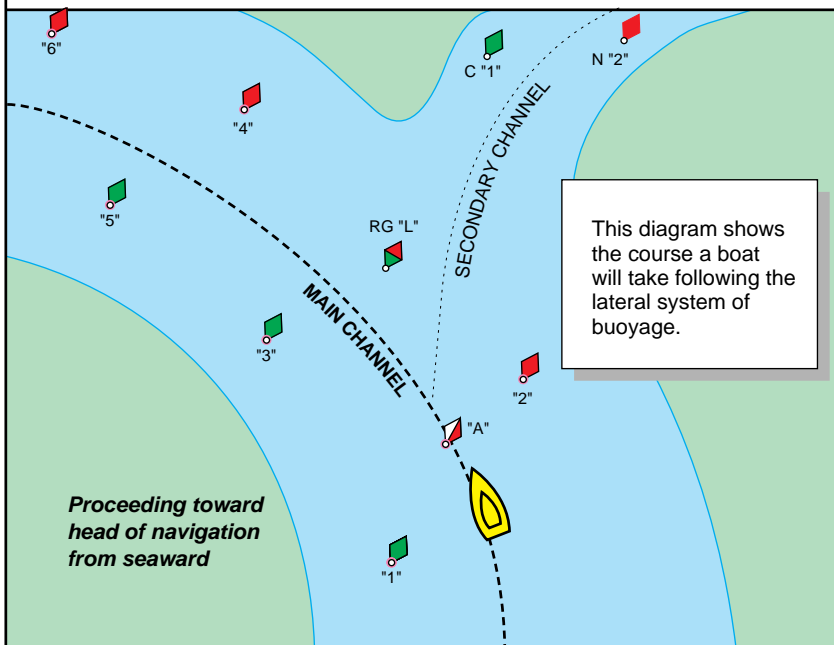 "6"
C "1"
N "2"
"4"
SECONDARY CHANNEL
"5"
RG "L"
This diagram shows
the course a boat
will take following the
lateral system of
buoyage.
MAIN CHANNEL
"3"
"2"
"A"
Proceeding toward
head of navigation
from seaward
"1"